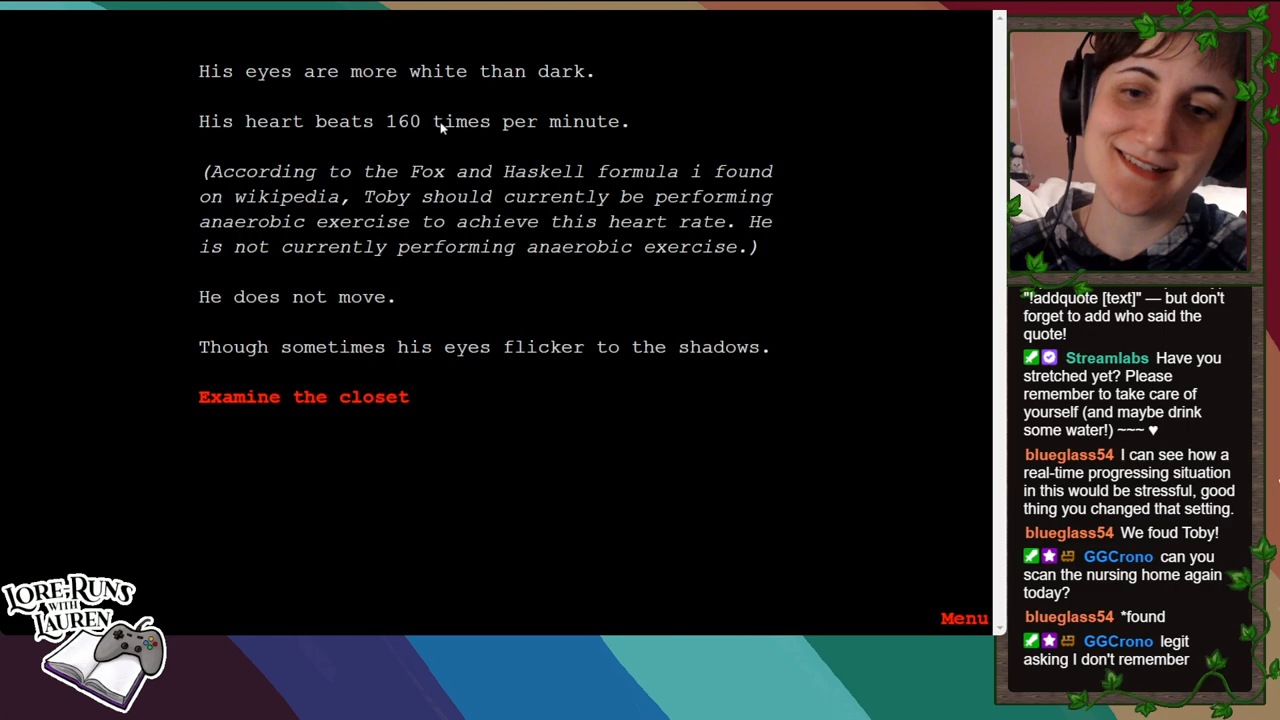 His eyes are more white than dark.
His heart beats 160 times per minute.
(According to the Fox and Haskell formula i found
on wikipedia, Toby should currently be performing
anaerobic exercise to achieve this heart rate. He
is not currently performing anaerobic exercise.)
He does not move.
Though sometimes his eyes flicker to the shadows.
Examine the closet
Menu
LORE-RUNS
WITH
LAUREN
"!addquote [text]" — but don't
forget to add who said the
quote!
Streamlabs Have you
stretched yet? Please
remember to take care of
yourself (and maybe drink
some water!) ~~~ ♥
blueglass54 I can see how a
real-time progressing situation
in this would be stressful, good
thing you changed that setting.
blueglass54 We foud Toby!
GGCrono can you
scan the nursing home again
today?
blueglass54 *found
GGCrono legit
asking I don't remember